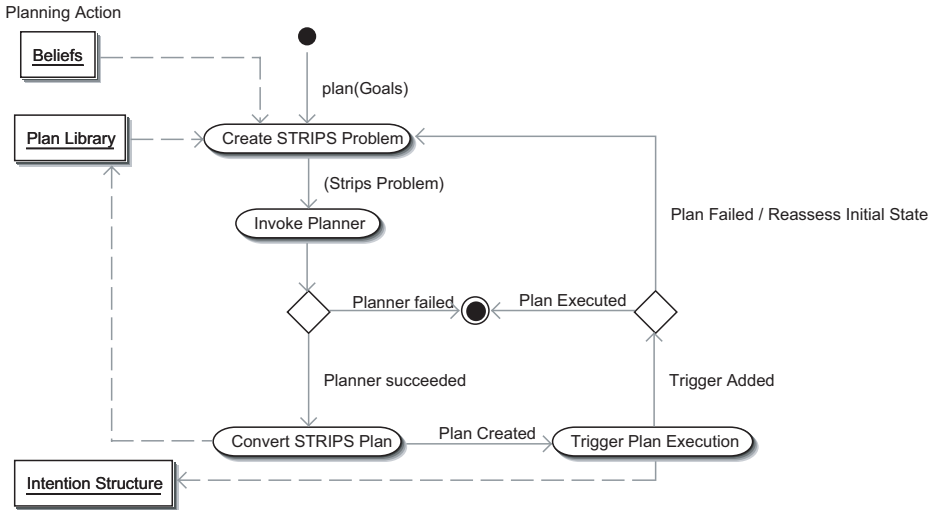 Planning Action
Beliefs
plan(Goals)
Plan Library
Create STRIPS Problem
(Strips Problem)
Invoke Planner
Plan Failed / Reassess Initial State
Planner failed
Plan Executed
Planner succeeded
Trigger Added
Convert STRIPS Plan
Plan Created
Trigger Plan Execution
Intention Structure